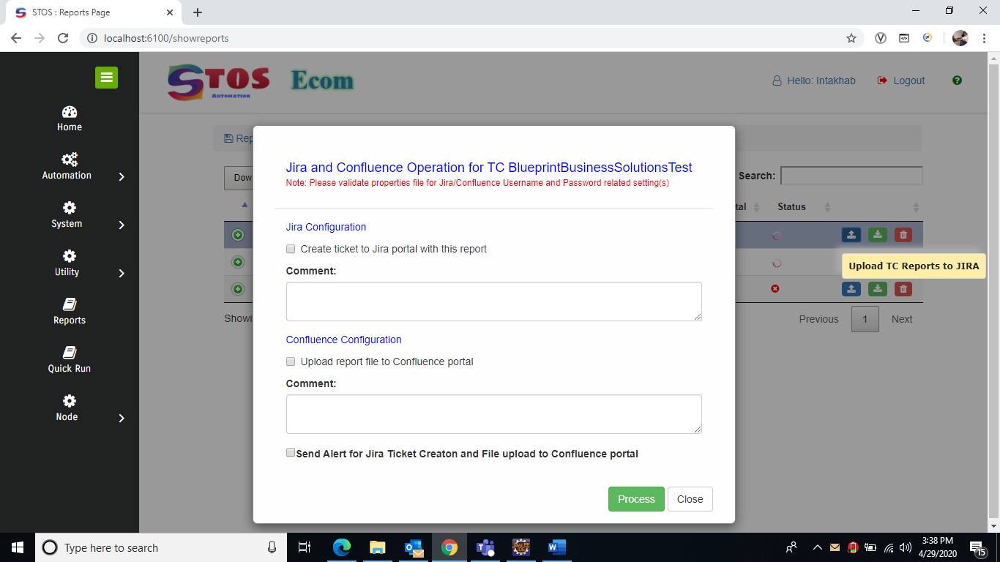 STOS : Reports Page
localhost:6100/showreports
STOS
AUTOMATION
Ecom
Hello: Intakhab
Logout
Home
Automation
System
Utility
Reports
Quick Run
Node
Search:
Status
Jira and Confluence Operation for TC BlueprintBusinessSolutionsTest
Note: Please validate properties file for Jira/Confluence Username and Password related setting(s)
Jira Configuration
Create ticket to Jira portal with this report
Comment:
Confluence Configuration
Upload report file to Confluence portal
Comment:
Send Alert for Jira Ticket Creaton and File upload to Confluence portal
Process
Close
Upload TC Reports to JIRA
Previous
1
Next
Type here to search
3:38 PM
4/29/2020
15